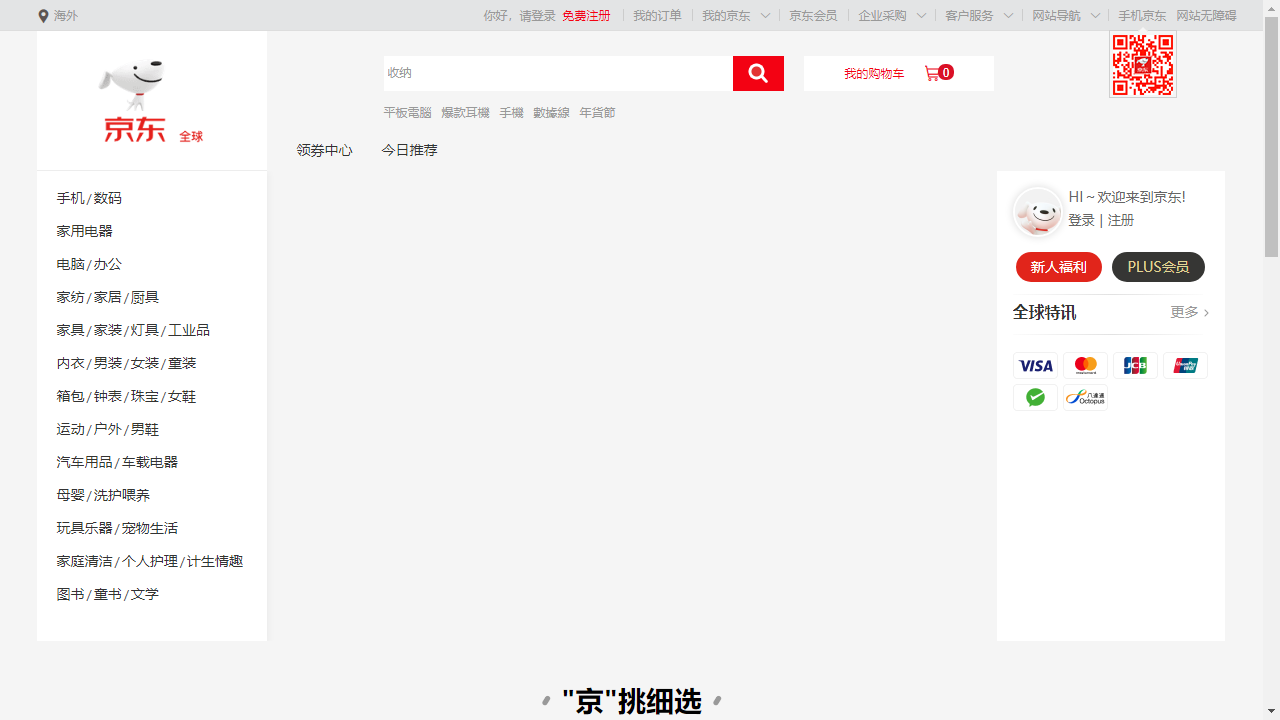 海外 你好，请登录 免费注册 我的订单 我的京东 京东会员 企业采购 客户服务 网站导航 手机京东 网站无障碍
京东 全球
收纳
我的购物车 0
平板電腦 爆款耳機 手機 數據線 年貨節
领券中心 今日推荐
手机/数码
家用电器
电脑/办公
家纺/家居/厨具
家具/家装/灯具/工业品
内衣/男装/女装/童装
箱包/钟表/珠宝/女鞋
运动/户外/男鞋
汽车用品/车载电器
母婴/洗护喂养
玩具乐器/宠物生活
家庭清洁/个人护理/计生情趣
图书/童书/文学
HI~欢迎来到京东!
登录 | 注册
新人福利 PLUS会员
全球特讯 更多 >
VISA mastercard JCB UnionPay 银联
八達通 Octopus
"京"挑细选